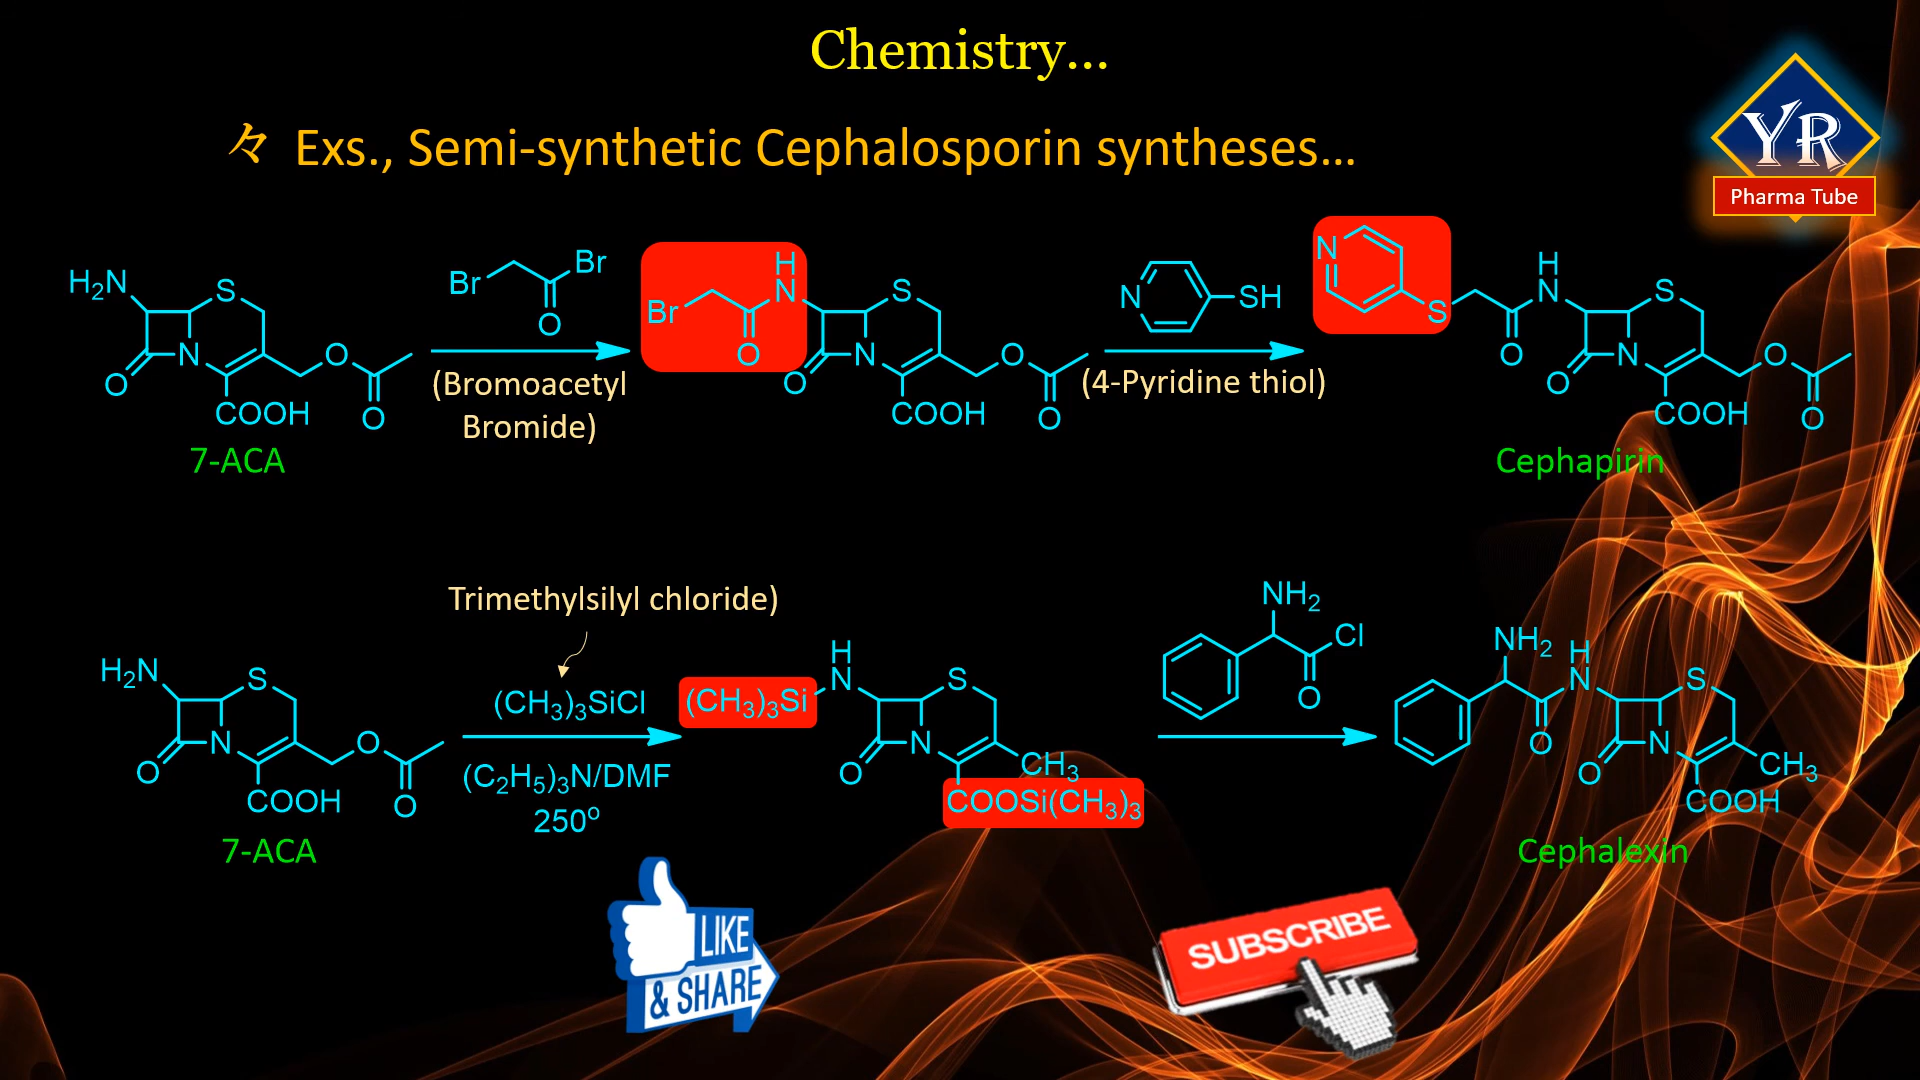 Chemistry...
々 Exs., Semi-synthetic Cephalosporin syntheses...
YR
Pharma Tube
H₂N
S
N
O
O
O
COOH
7-ACA
Br
Br
O
(Bromoacetyl
Bromide)
Br
O
H
N
S
N
O
O
O
COOH
N
SH
(4-Pyridine thiol)
N
S
O
H
N
S
N
O
O
O
COOH
Cephapirin
H₂N
S
N
O
O
O
COOH
7-ACA
Trimethylsilyl chloride)
(CH₃)₃SiCl
(C₂H₅)₃N/DMF
250º
(CH₃)₃Si
H
N
S
N
O
CH₃
COOSi(CH₃)₃
NH₂
Cl
O
NH₂
O
H
N
S
N
O
CH₃
COOH
Cephalexin
LIKE
& SHARE
SUBSCRIBE